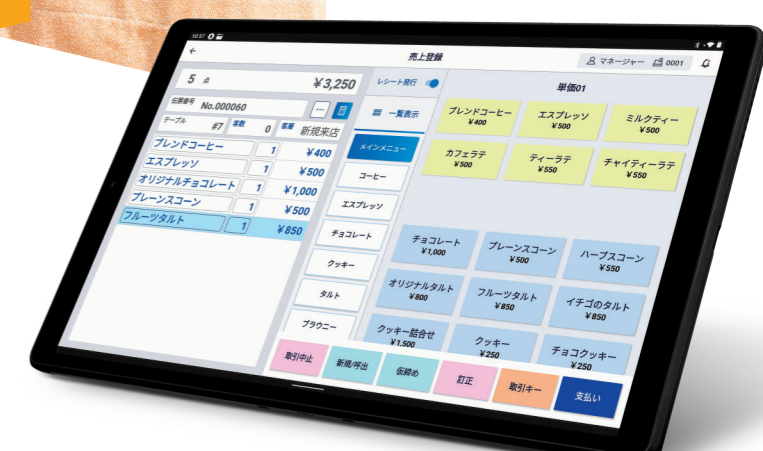 10:57
← 売上登録 マネージャー 0001
5 点 ¥3,250
伝票番号 No.000060 …
テーブル #7 客数 0 客層 新規来店
ブレンドコーヒー 1 ¥400
エスプレッソ 1 ¥500
オリジナルチョコレート 1 ¥1,000
プレーンスコーン 1 ¥500
フルーツタルト 1 ¥850
レシート発行
一覧表示
メインメニュー
コーヒー
エスプレッソ
チョコレート
クッキー
タルト
ブラウニー
単価01
ブレンドコーヒー
¥400
エスプレッソ
¥500
ミルクティー
¥500
カフェラテ
¥500
ティーラテ
¥550
チャイティーラテ
¥550
チョコレート
¥1,000
プレーンスコーン
¥500
ハーブスコーン
¥550
オリジナルタルト
¥800
フルーツタルト
¥850
イチゴのタルト
¥850
クッキー詰合せ
¥1,500
クッキー
¥250
チョコクッキー
¥250
取引中止
新規/呼出
仮締め
訂正
取引キー
支払い